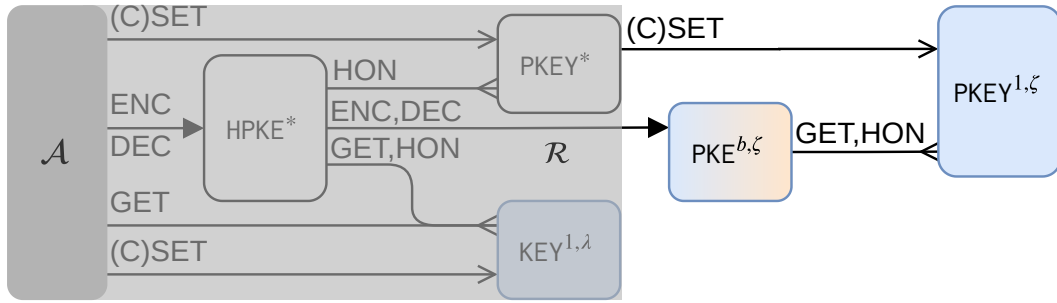 (C)SET
(C)SET
PKEY*
PKEY^{1,ζ}
HON
ENC
ENC,DEC
HPKE*
𝒜
DEC
GET,HON
ℛ
PKE^{b,ζ}
GET,HON
GET
KEY^{1,λ}
(C)SET